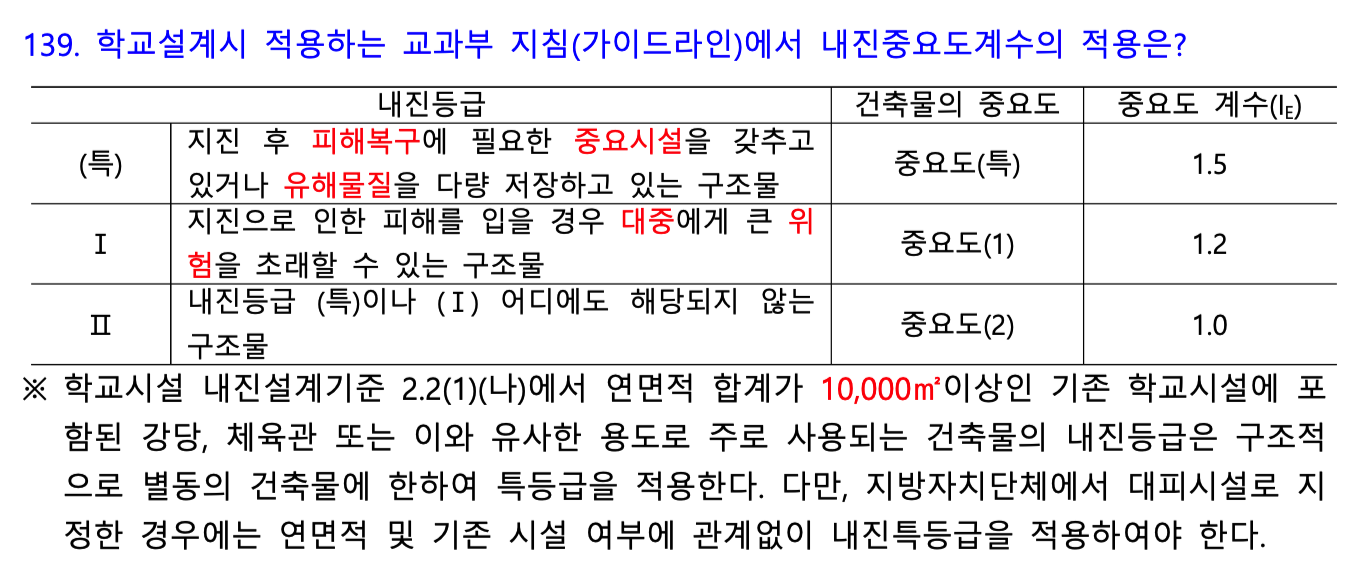 139. 학교설계시 적용하는 교과부 지침(가이드라인)에서 내진중요도계수의 적용은?
내진등급 건축물의 중요도 중요도 계수(IE)
(특) 지진 후 피해복구에 필요한 중요시설을 갖추고
있거나 유해물질을 다량 저장하고 있는 구조물 중요도(특) 1.5
Ⅰ 지진으로 인한 피해를 입을 경우 대중에게 큰 위
험을 초래할 수 있는 구조물 중요도(1) 1.2
Ⅱ 내진등급 (특)이나 (Ⅰ) 어디에도 해당되지 않는
구조물 중요도(2) 1.0
※ 학교시설 내진설계기준 2.2(1)(나)에서 연면적 합계가 10,000㎡이상인 기존 학교시설에 포
함된 강당, 체육관 또는 이와 유사한 용도로 주로 사용되는 건축물의 내진등급은 구조적
으로 별동의 건축물에 한하여 특등급을 적용한다. 다만, 지방자치단체에서 대피시설로 지
정한 경우에는 연면적 및 기존 시설 여부에 관계없이 내진특등급을 적용하여야 한다.